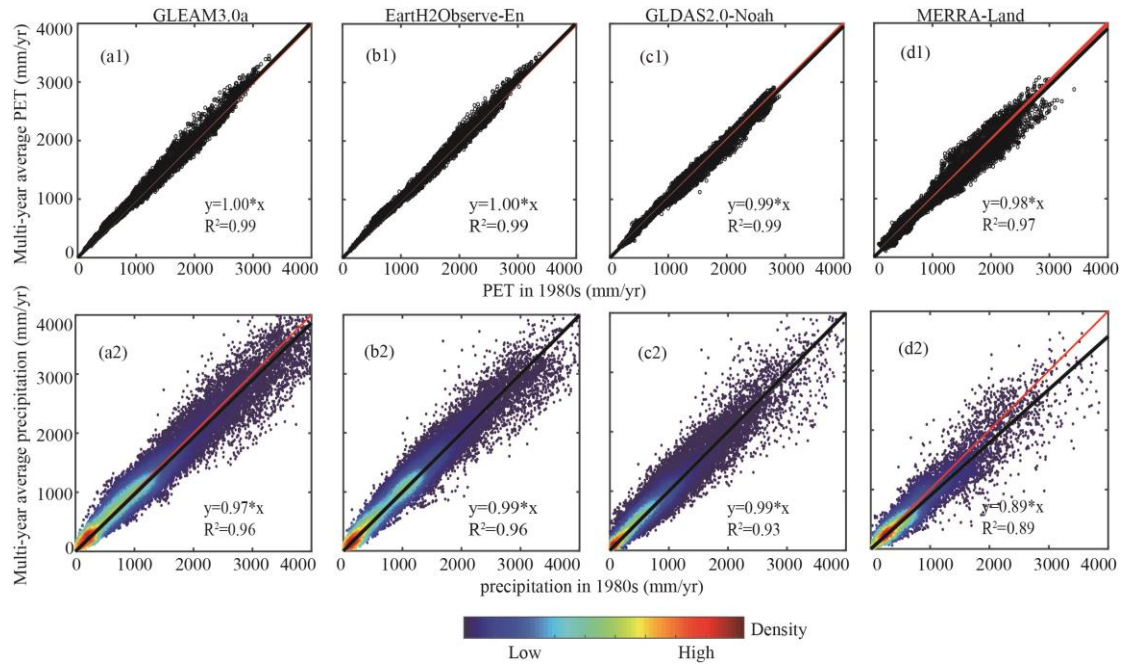 GLEAM3.0a EartH2Observe-En GLDAS2.0-Noah MERRA-Land
Multi-year average PET (mm/yr)
4000
3000
2000
1000
0
(a1) (b1) (c1) (d1)
y=1.00*x y=1.00*x y=0.99*x y=0.98*x
R²=0.99 R²=0.99 R²=0.99 R²=0.97
0 1000 2000 3000 4000 0 1000 2000 3000 4000 0 1000 2000 3000 4000 0 1000 2000 3000 4000
PET in 1980s (mm/yr)
Multi-year average precipitation (mm/yr)
4000
3000
2000
1000
0
(a2) (b2) (c2) (d2)
y=0.97*x y=0.99*x y=0.99*x y=0.89*x
R²=0.96 R²=0.96 R²=0.93 R²=0.89
0 1000 2000 3000 4000 0 1000 2000 3000 4000 0 1000 2000 3000 4000 0 1000 2000 3000 4000
precipitation in 1980s (mm/yr)
Density
Low High